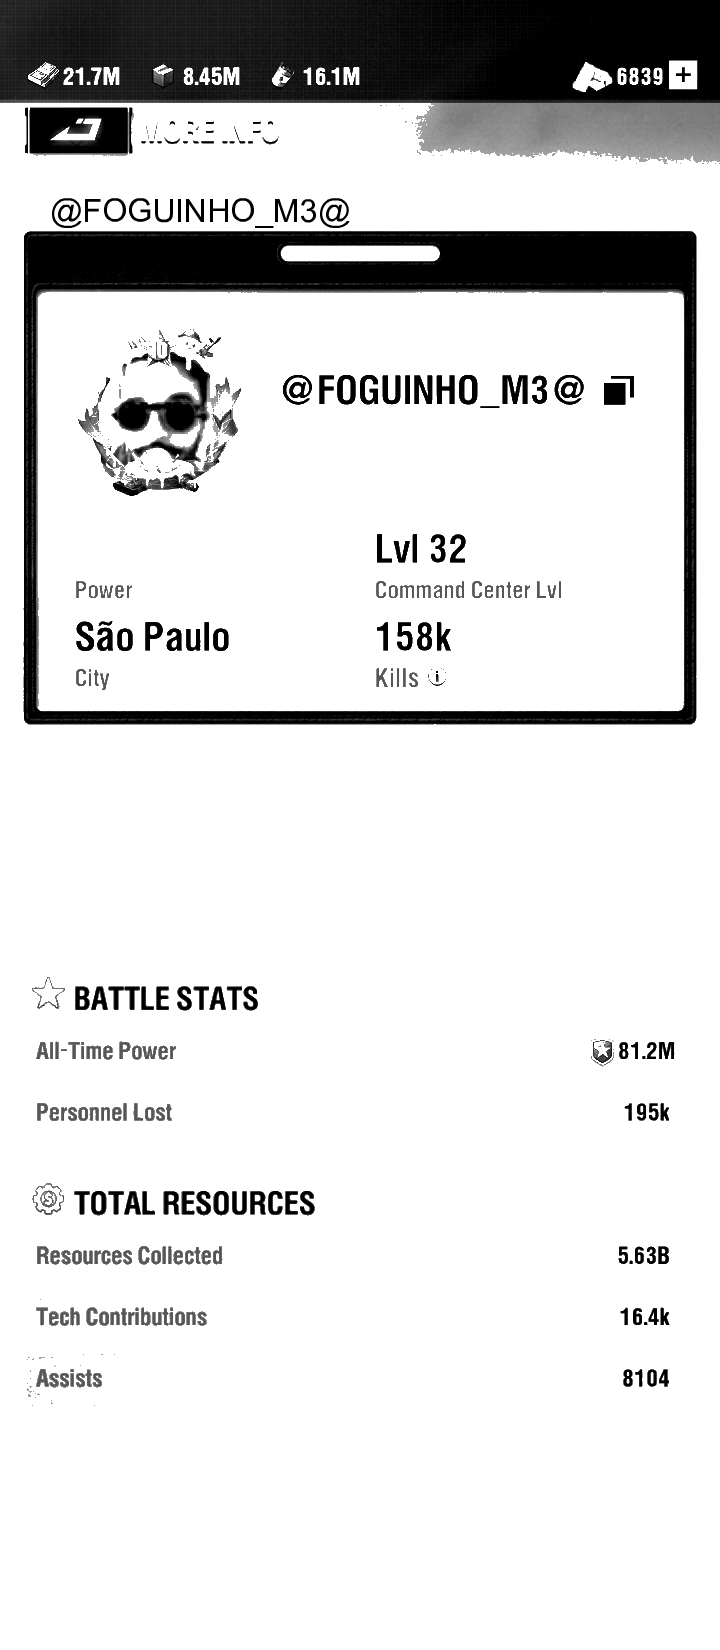 21.7M 8.45M 16.1M 6839
MORE INFO
@FOGUINHO_M3@
@FOGUINHO_M3@
Lvl 32
Power Command Center Lvl
São Paulo 158k
City Kills
BATTLE STATS
All-Time Power 81.2M
Personnel Lost 195k
TOTAL RESOURCES
Resources Collected 5.63B
Tech Contributions 16.4k
Assists 8104